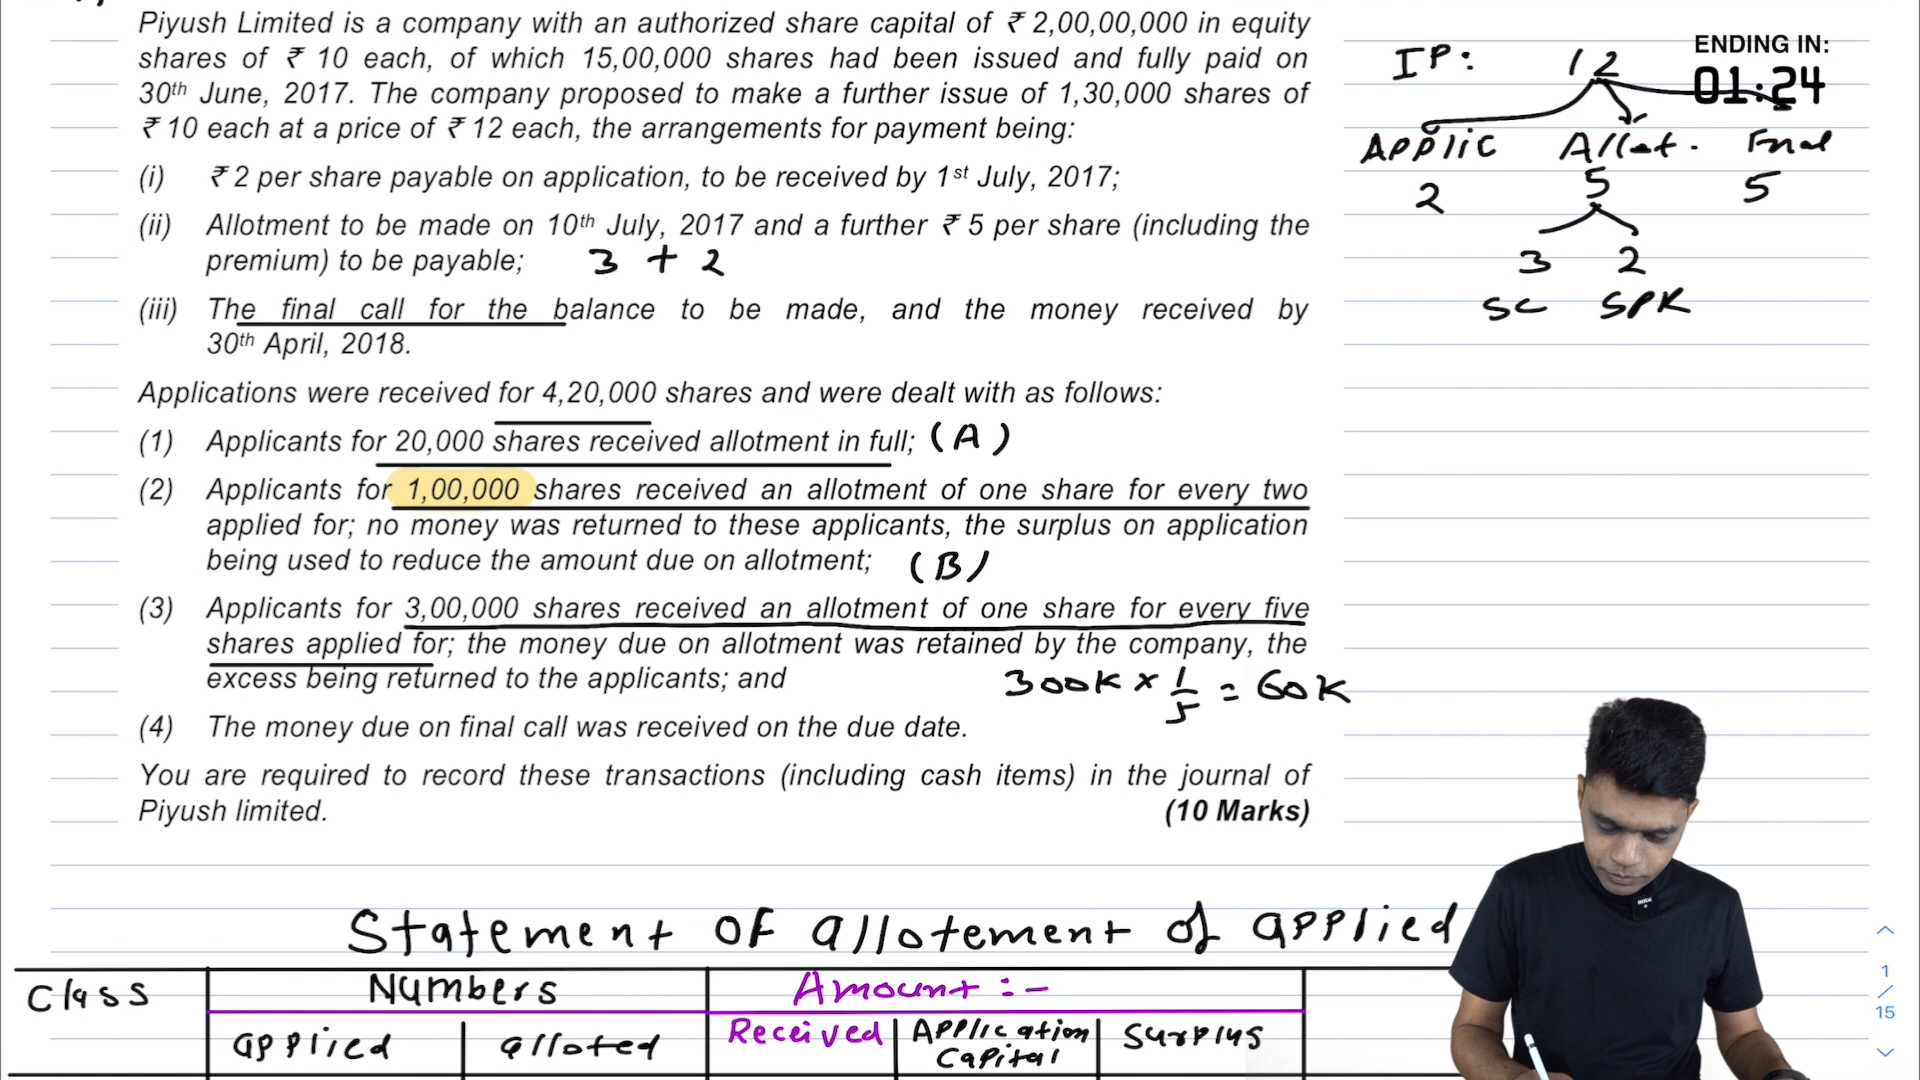 Piyush Limited is a company with an authorized share capital of ₹ 2,00,00,000 in equity
shares of ₹ 10 each, of which 15,00,000 shares had been issued and fully paid on
30th June, 2017. The company proposed to make a further issue of 1,30,000 shares of
₹ 10 each at a price of ₹ 12 each, the arrangements for payment being:
(i) ₹ 2 per share payable on application, to be received by 1st July, 2017;
(ii) Allotment to be made on 10th July, 2017 and a further ₹ 5 per share (including the
premium) to be payable; 3 + 2
(iii) The final call for the balance to be made, and the money received by
30th April, 2018.
Applications were received for 4,20,000 shares and were dealt with as follows:
(1) Applicants for 20,000 shares received allotment in full; (A)
(2) Applicants for 1,00,000 shares received an allotment of one share for every two
applied for; no money was returned to these applicants, the surplus on application
being used to reduce the amount due on allotment; (B)
(3) Applicants for 3,00,000 shares received an allotment of one share for every five
shares applied for; the money due on allotment was retained by the company, the
excess being returned to the applicants; and
300K × 1/5 = 60K
(4) The money due on final call was received on the due date.
You are required to record these transactions (including cash items) in the journal of
Piyush limited. (10 Marks)
IP: 12
ENDING IN:
01:24
Applic Allot. Final
2 5 5
3 2
SC SPR
Statement of allotement of applied
Class Numbers Amount :-
applied alloted Received Application Capital Surplus
1
/
15